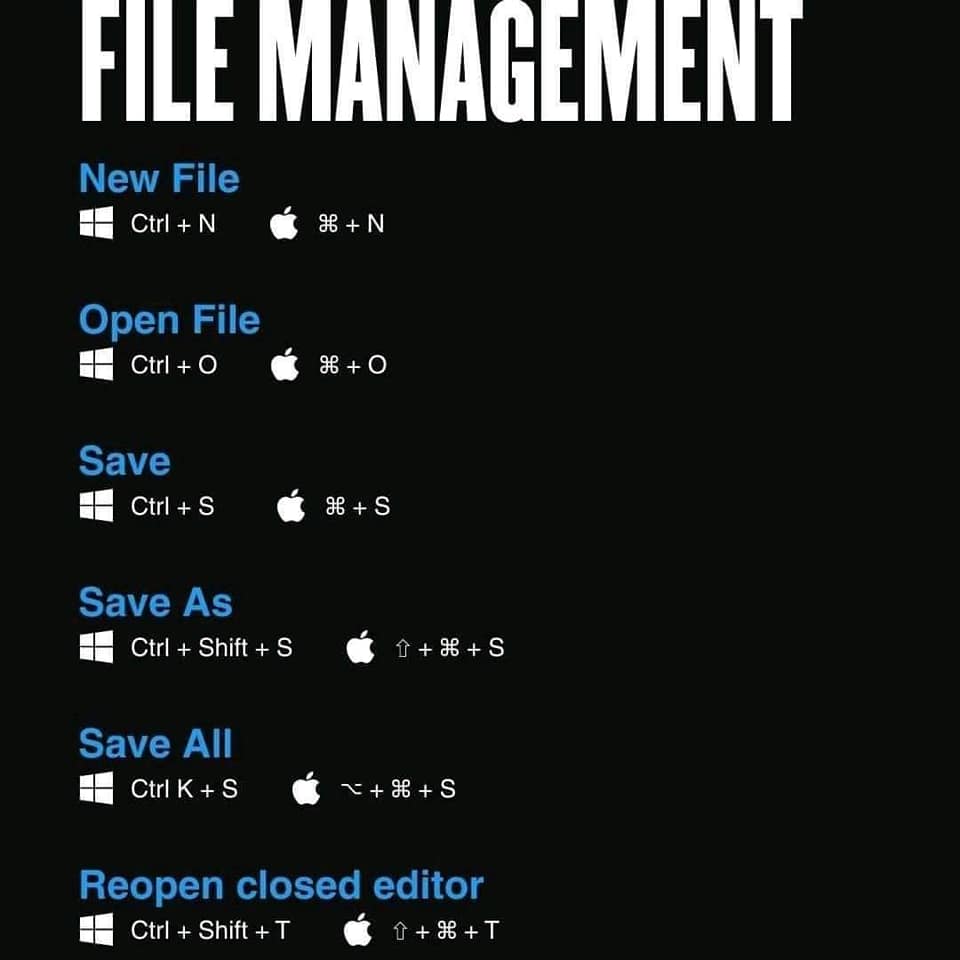 FILE MANAGEMENT
New File
Ctrl + N ⌘ + N
Open File
Ctrl + O ⌘ + O
Save
Ctrl + S ⌘ + S
Save As
Ctrl + Shift + S ⇧ + ⌘ + S
Save All
Ctrl K + S ⌥ + ⌘ + S
Reopen closed editor
Ctrl + Shift + T ⇧ + ⌘ + T